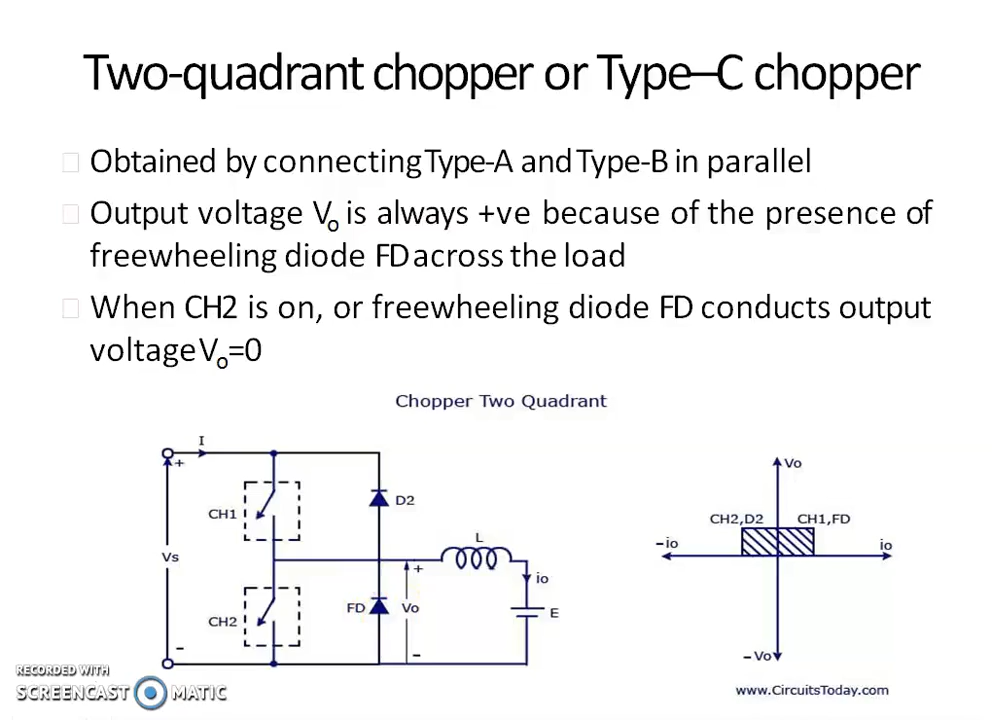 Two-quadrant chopper or Type–C chopper
Obtained by connecting Type-A and Type-B in parallel
Output voltage Vo is always +ve because of the presence of
freewheeling diode FD across the load
When CH2 is on, or freewheeling diode FD conducts output
voltage Vo=0
Chopper Two Quadrant
I
+
CH1
D2
Vs
L
+
io
CH2
FD
Vo
E
-
-
Vo
CH2,D2
CH1,FD
-io
io
-Vo
RECORDED WITH
SCREENCAST MATIC
www.CircuitsToday.com